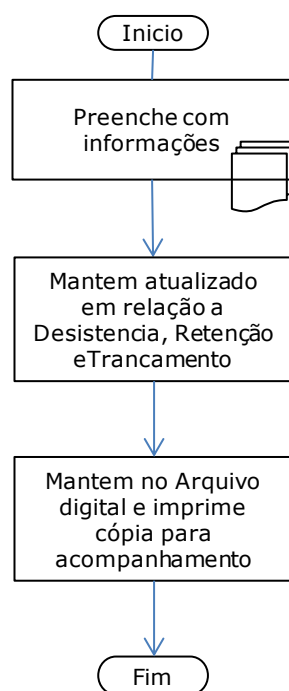 Inicio
Preenche com
informações
Mantem atualizado
em relação a
Desistencia, Retenção
eTrancamento
Mantem no Arquivo
digital e imprime
cópia para
acompanhamento
Fim